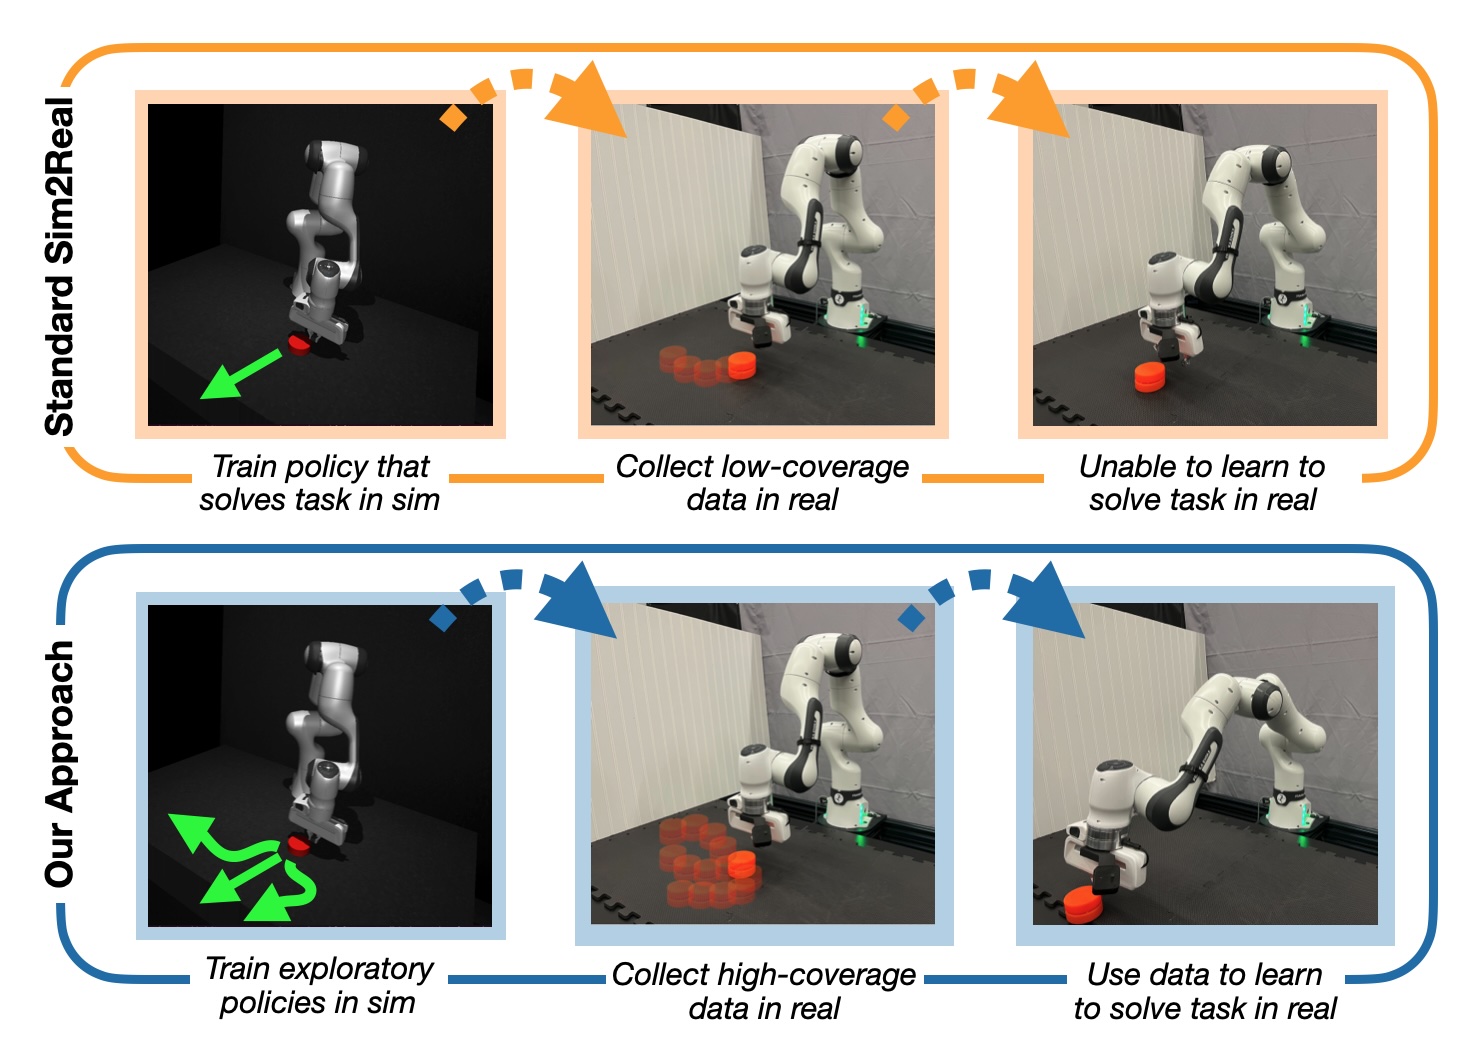 Standard Sim2Real
Train policy that
solves task in sim
Collect low-coverage
data in real
Unable to learn to
solve task in real
Our Approach
Train exploratory
policies in sim
Collect high-coverage
data in real
Use data to learn
to solve task in real